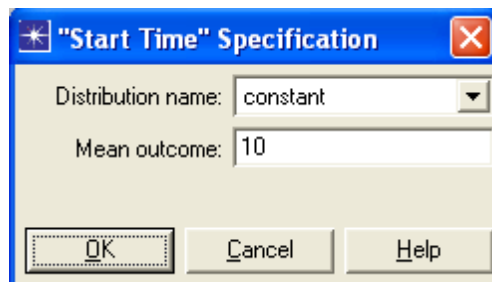 "Start Time" Specification
Distribution name: constant
Mean outcome: 10
OK Cancel Help